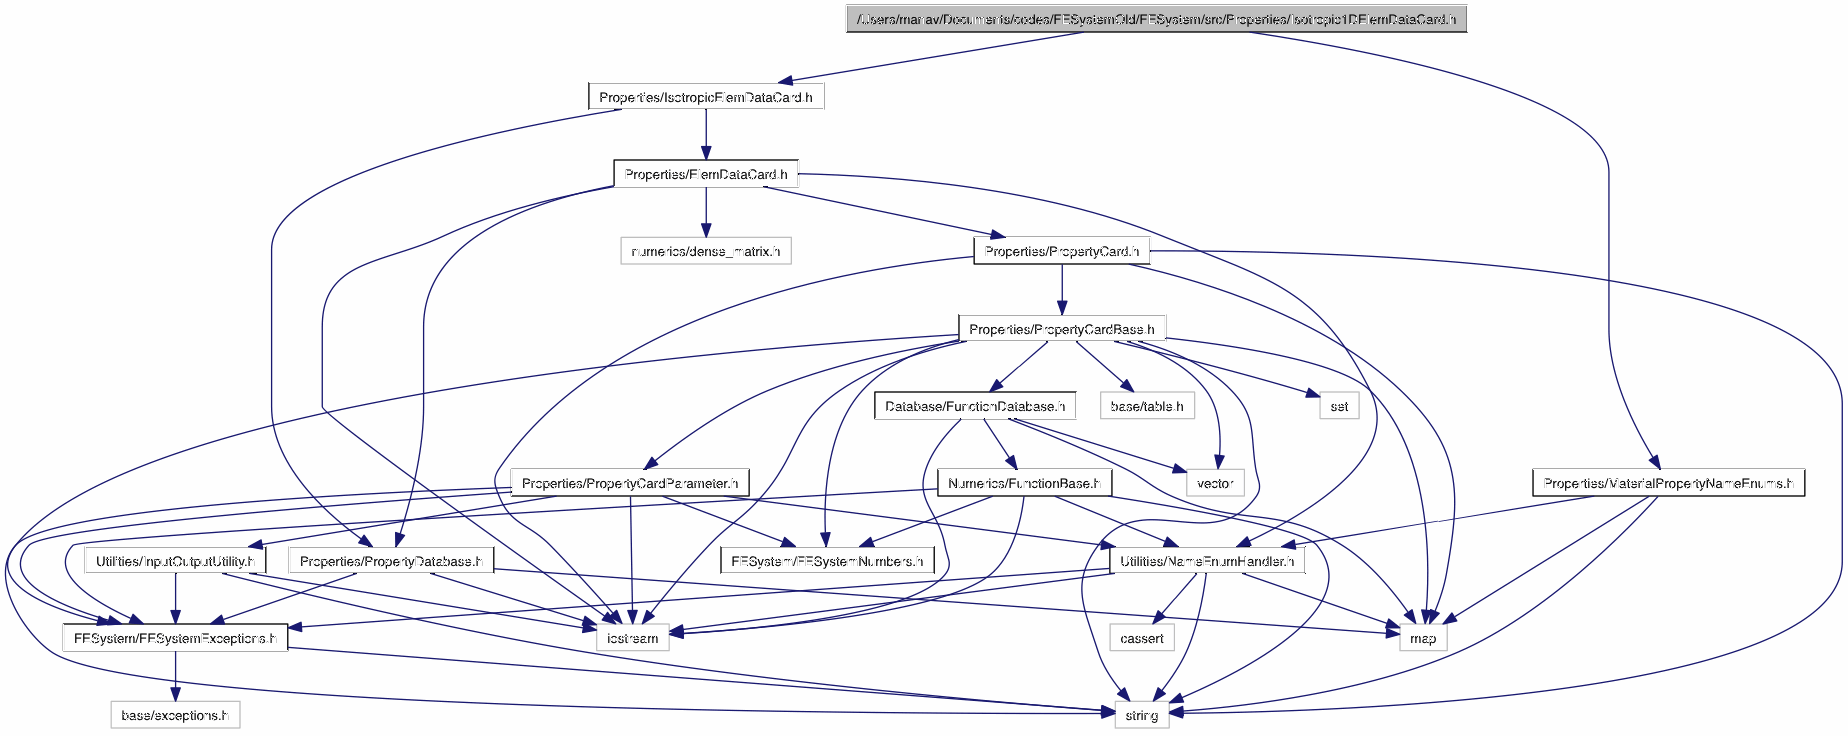 /Users/manav/Documents/codes/FESystemOld/FESystem/src/Properties/Isotropic1DElemDataCard.h
Properties/IsotropicElemDataCard.h
Properties/ElemDataCard.h
numerics/dense_matrix.h
Properties/PropertyCard.h
Properties/PropertyCardBase.h
Database/FunctionDatabase.h
base/table.h
set
Properties/PropertyCardParameter.h
Numerics/FunctionBase.h
vector
Properties/MaterialPropertyNameEnums.h
Utilities/InputOutputUtility.h
Properties/PropertyDatabase.h
FESystem/FESystemNumbers.h
Utilities/NameEnumHandler.h
FESystem/FESystemExceptions.h
iostream
cassert
map
base/exceptions.h
string